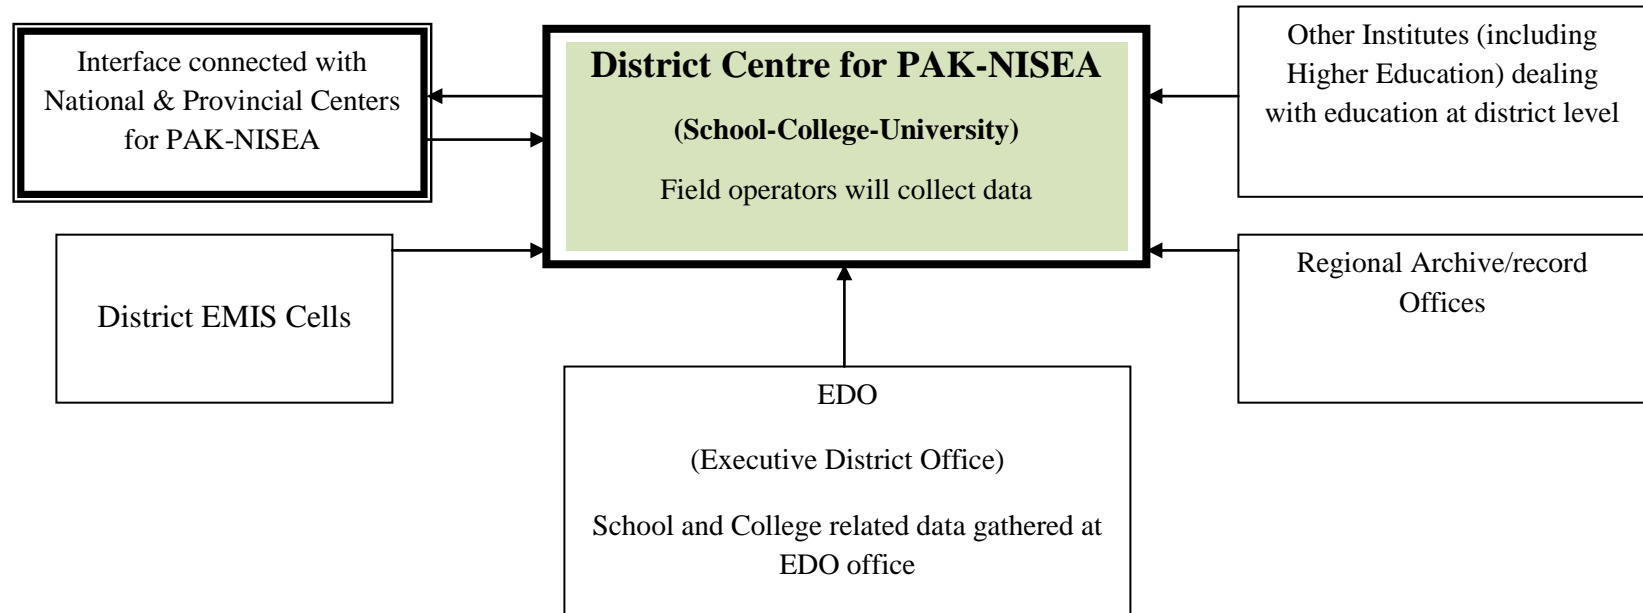 Interface connected with
National & Provincial Centers
for PAK-NISEA
District Centre for PAK-NISEA
(School-College-University)
Field operators will collect data
Other Institutes (including
Higher Education) dealing
with education at district level
District EMIS Cells
Regional Archive/record
Offices
EDO
(Executive District Office)
School and College related data gathered at
EDO office